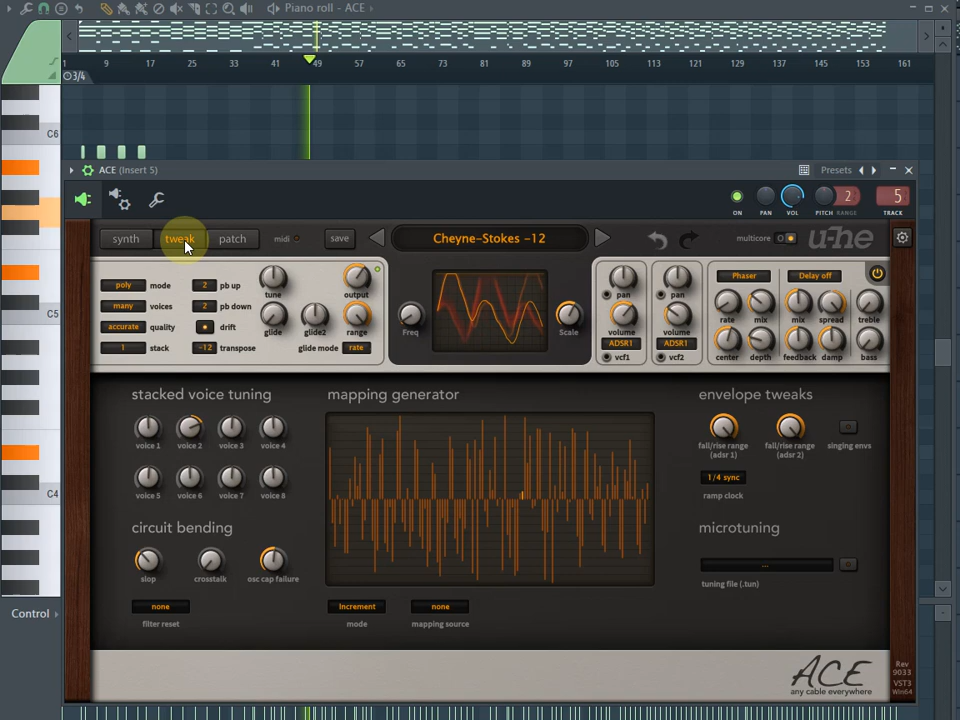 Piano roll - ACE
1 9 17 25 33 41 49 57 65 73 81 89 97 105 113 121 129 137 145 153 161
3/4
C6
ACE (Insert 5)
Presets
ON PAN VOL PITCH RANGE 2 5 TRACK
synth tweak patch midi save Cheyne-Stokes -12 multicore u-he
poly mode 2 pb up tune output
many voices 2 pb down
accurate quality drift glide glide2 range
1 stack -12 transpose glide mode rate
Freq Scale
pan volume ADSR1 vcf1
pan volume ADSR1 vcf2
Phaser Delay off
rate mix mix spread treble
center depth feedback damp bass
C5
stacked voice tuning
voice 1 voice 2 voice 3 voice 4
voice 5 voice 6 voice 7 voice 8
circuit bending
slop crosstalk osc cap failure
none
filter reset
mapping generator
Increment none
mode mapping source
envelope tweaks
fall/rise range (adsr 1) fall/rise range (adsr 2) singing envs
1/4 sync
ramp clock
microtuning
...
tuning file (.tun)
C4
Control
ACE
any cable everywhere
Rev
9033
VST3
Win64